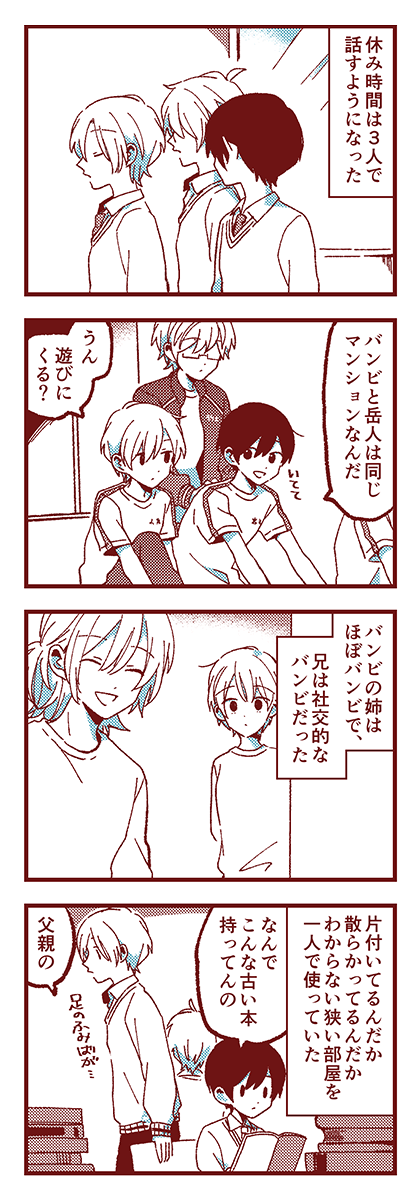 休み時間は３人で
話すようになった
バンビと岳人は同じ
マンションなんだ
いてて
うん
遊びに
くる？
バンビの姉は
ほぼバンビで、
兄は社交的な
バンビだった
片付いてるんだか
散らかってるんだか
わからない狭い部屋を
一人で使っていた
なんで
こんな古い本
持ってんの
足のふみばが…
父親の